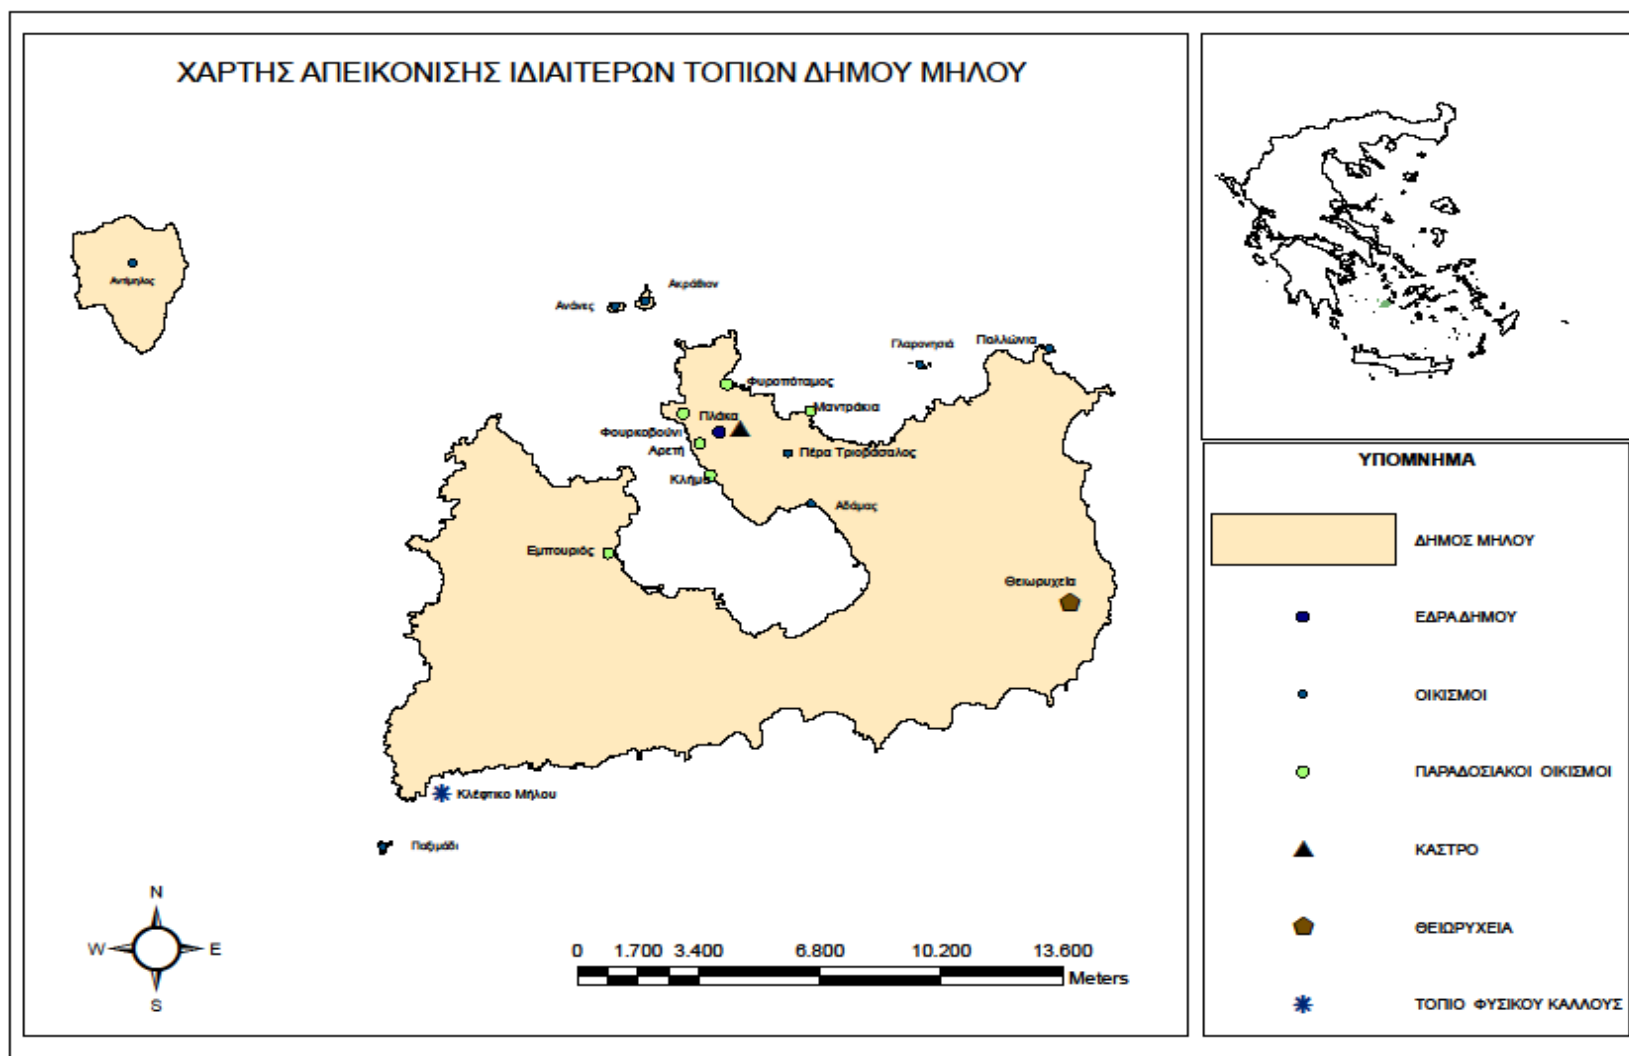 ΧΑΡΤΗΣ ΑΠΕΙΚΟΝΙΣΗΣ ΙΔΙΑΙΤΕΡΩΝ ΤΟΠΙΩΝ ΔΗΜΟΥ ΜΗΛΟΥ
Αντίμηλος
Ακράθιον
Ανάνες
Γλαρονησιά
Πολλώνια
Φυροπόταμος
Μαντράκια
Πλάκα
Φουρκοβούνι
Αρετή
Πέρα Τριοβάσαλος
Κλήμα
Αδάμας
Εμπουριός
Θειωρυχεία
Κλέφτικο Μήλου
Παξιμάδι
N
W E
S
0 1.700 3.400 6.800 10.200 13.600
Meters
ΥΠΟΜΝΗΜΑ
ΔΗΜΟΣ ΜΗΛΟΥ
ΕΔΡΑ ΔΗΜΟΥ
ΟΙΚΙΣΜΟΙ
ΠΑΡΑΔΟΣΙΑΚΟΙ ΟΙΚΙΣΜΟΙ
ΚΑΣΤΡΟ
ΘΕΙΩΡΥΧΕΙΑ
ΤΟΠΙΟ ΦΥΣΙΚΟΥ ΚΑΛΛΟΥΣ